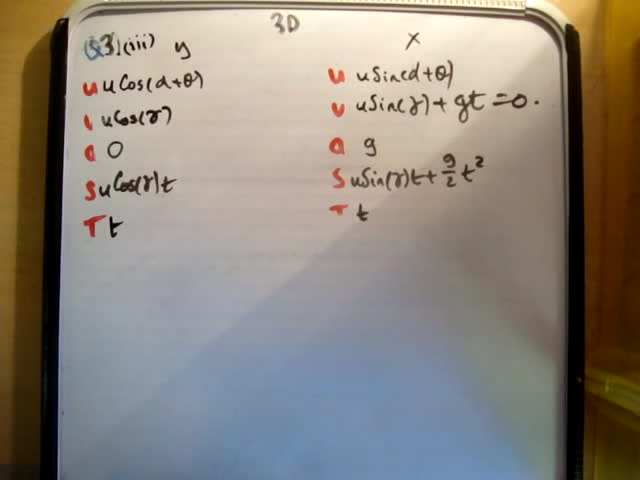 3D
Q3)(iii) y x
u uCos(α+θ) u uSin(α+θ)
v uCos(γ) v uSin(γ) + gt = 0.
a 0 a g
S uCos(γ)t S uSin(γ)t + g/2 t²
T t T t